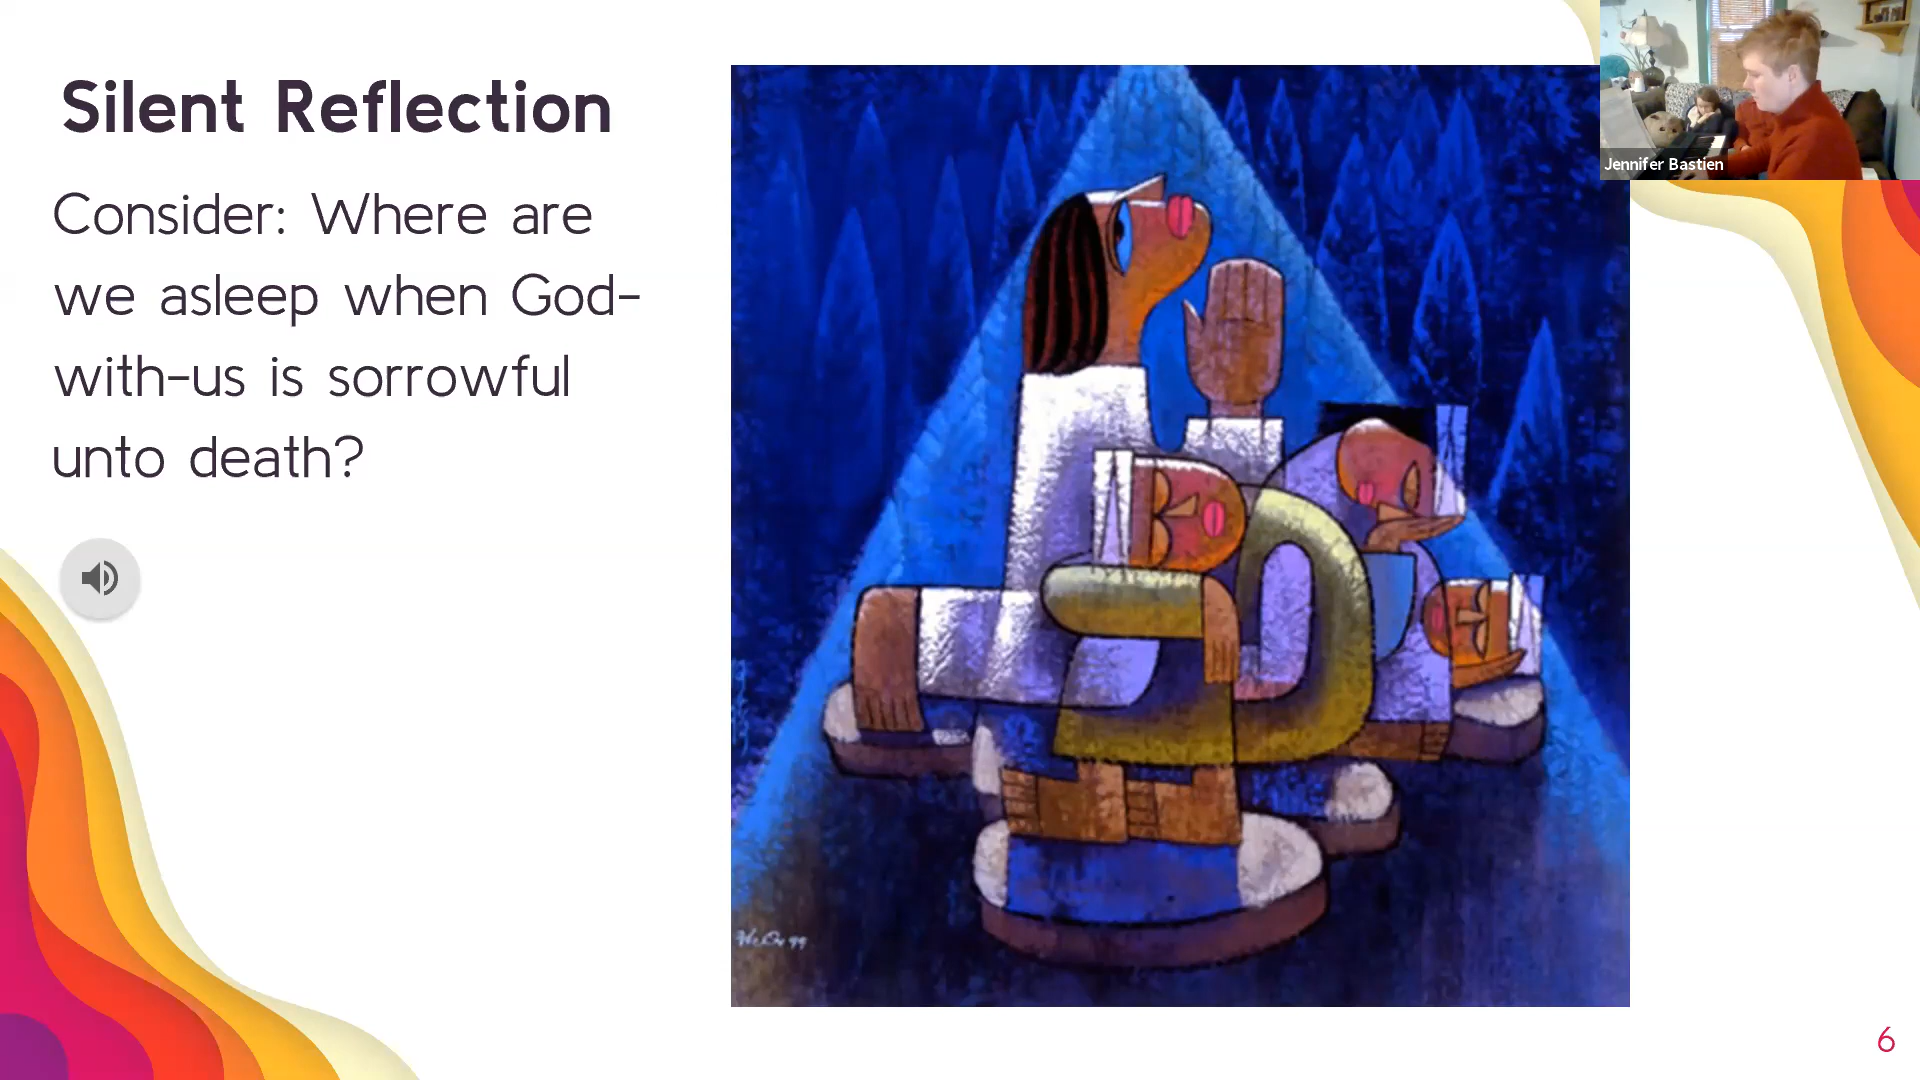 Silent Reflection
Consider: Where are
we asleep when God-
with-us is sorrowful
unto death?
Jennifer Bastien
6